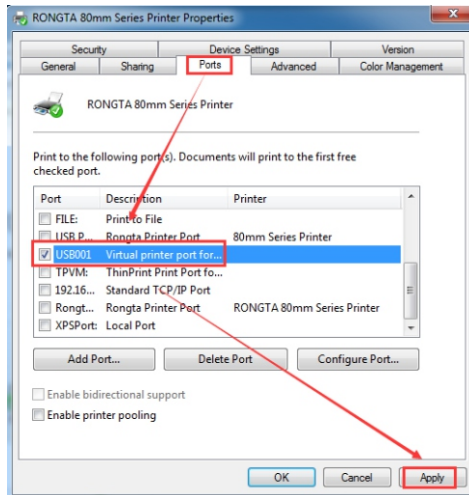 RONGTA 80mm Series Printer Properties
Security Device Settings Version
General Sharing Ports Advanced Color Management
RONGTA 80mm Series Printer
Print to the following port(s). Documents will print to the first free
checked port.
Port Description Printer
FILE: Print to File
USB P... Rongta Printer Port 80mm Series Printer
USB001 Virtual printer port for...
TPVM: ThinPrint Print Port fo...
192.16... Standard TCP/IP Port
Rongt... Rongta Printer Port RONGTA 80mm Series Printer
XPSPort: Local Port
Add Port... Delete Port Configure Port...
Enable bidirectional support
Enable printer pooling
OK Cancel Apply